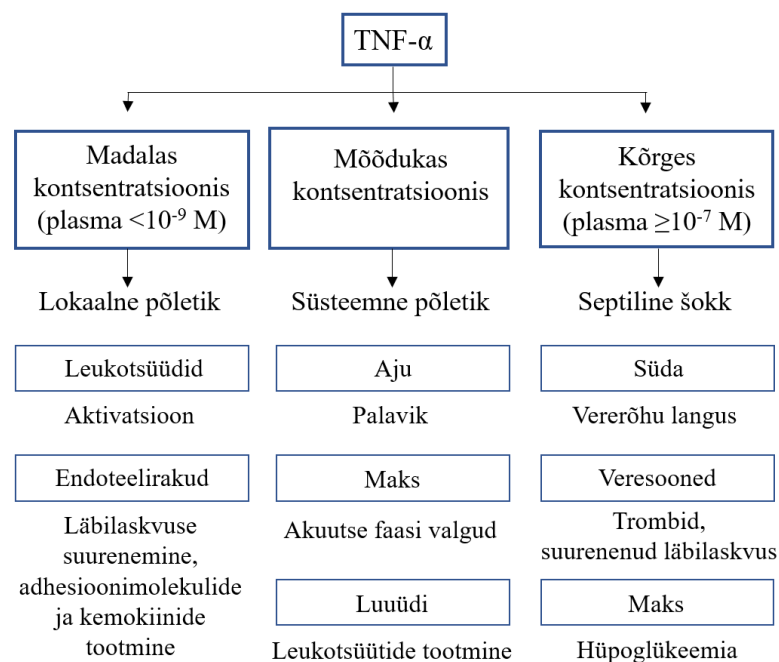 TNF-α
Madalas
kontsentratsioonis
(plasma <10⁻⁹ M)
Lokaalne põletik
Leukotsüüdid
Aktivatsioon
Endoteelirakud
Läbilaskvuse
suurenemine,
adhesioonimolekulide
ja kemokiinide
tootmine
Mõõdukas
kontsentratsioonis
Süsteemne põletik
Aju
Palavik
Maks
Akuutse faasi valgud
Luuüdi
Leukotsüütide tootmine
Kõrges
kontsentratsioonis
(plasma ≥10⁻⁷ M)
Septiline šokk
Süda
Vererõhu langus
Veresooned
Trombid,
suurenenud läbilaskvus
Maks
Hüpoglükeemia